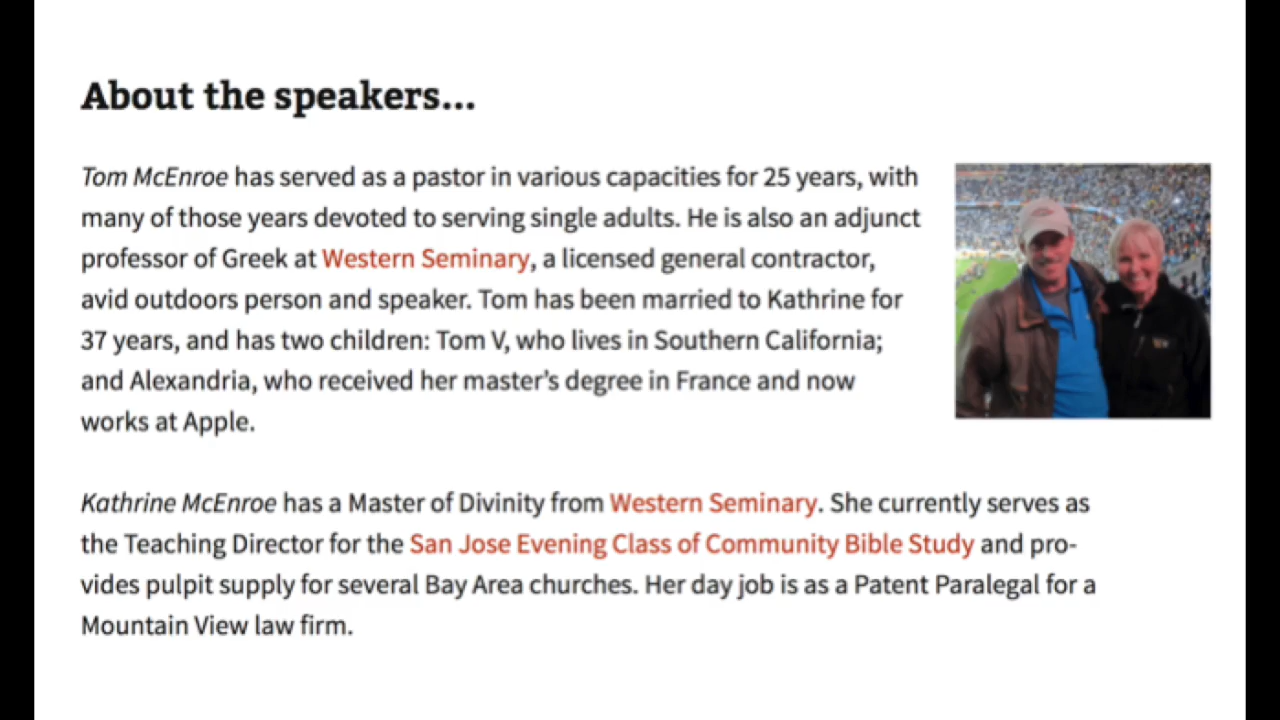 About the speakers...
Tom McEnroe has served as a pastor in various capacities for 25 years, with
many of those years devoted to serving single adults. He is also an adjunct
professor of Greek at Western Seminary, a licensed general contractor,
avid outdoors person and speaker. Tom has been married to Kathrine for
37 years, and has two children: Tom V, who lives in Southern California;
and Alexandria, who received her master's degree in France and now
works at Apple.
Kathrine McEnroe has a Master of Divinity from Western Seminary. She currently serves as
the Teaching Director for the San Jose Evening Class of Community Bible Study and pro-
vides pulpit supply for several Bay Area churches. Her day job is as a Patent Paralegal for a
Mountain View law firm.